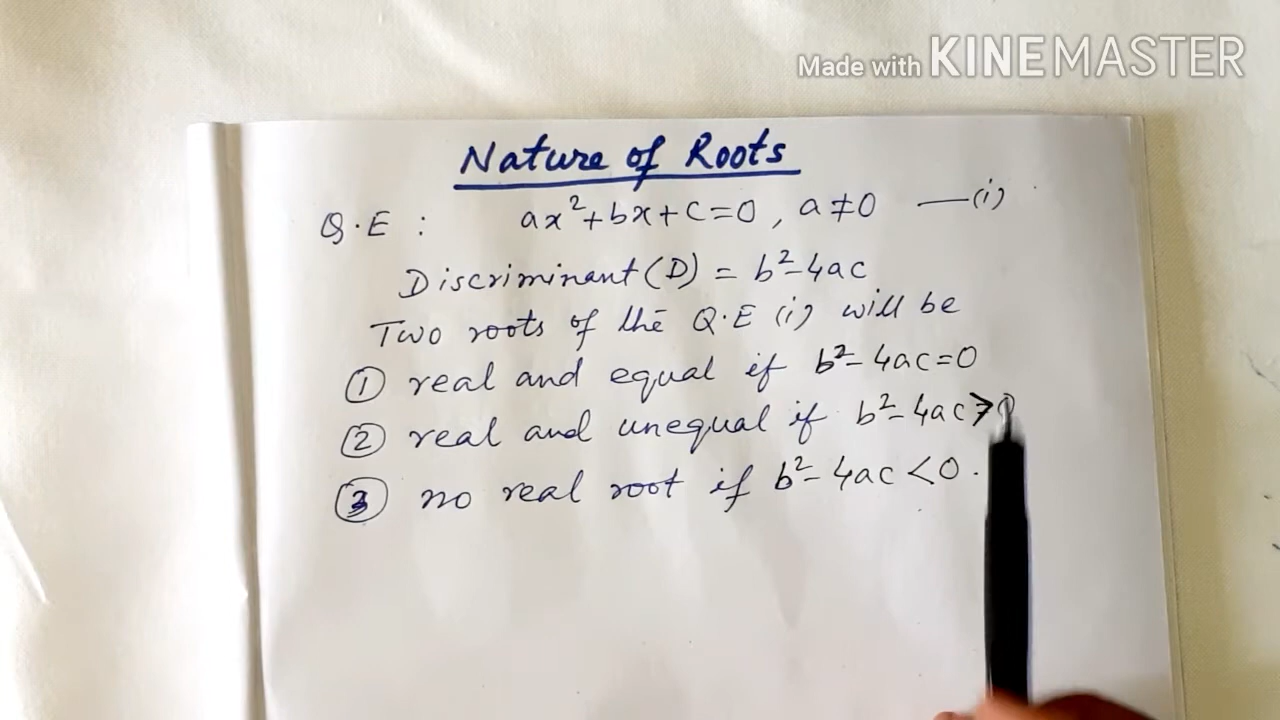 Made with KINEMASTER
Nature of Roots
Q.E : ax²+bx+c=0, a≠0 —(i)
Discriminant (D) = b²-4ac
Two roots of the Q.E (i) will be
① real and equal if b²-4ac=0
② real and unequal if b²-4ac>0
③ no real root if b²-4ac<0.